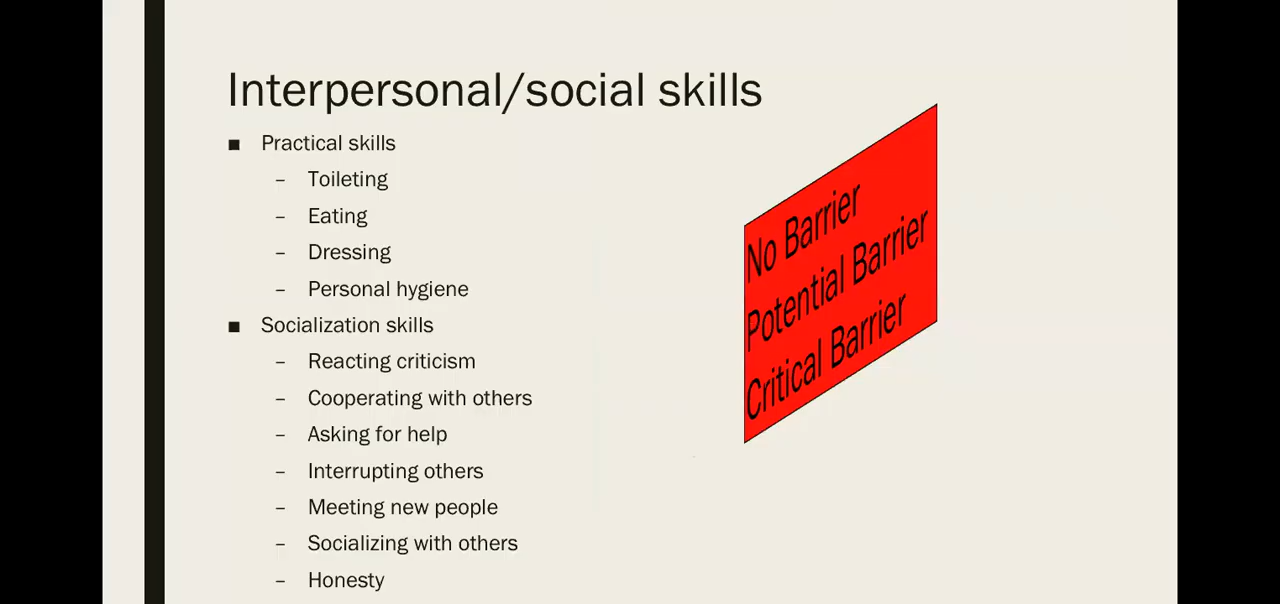 Interpersonal/social skills
■ Practical skills
– Toileting
– Eating
– Dressing
– Personal hygiene
■ Socialization skills
– Reacting criticism
– Cooperating with others
– Asking for help
– Interrupting others
– Meeting new people
– Socializing with others
– Honesty
No Barrier
Potential Barrier
Critical Barrier